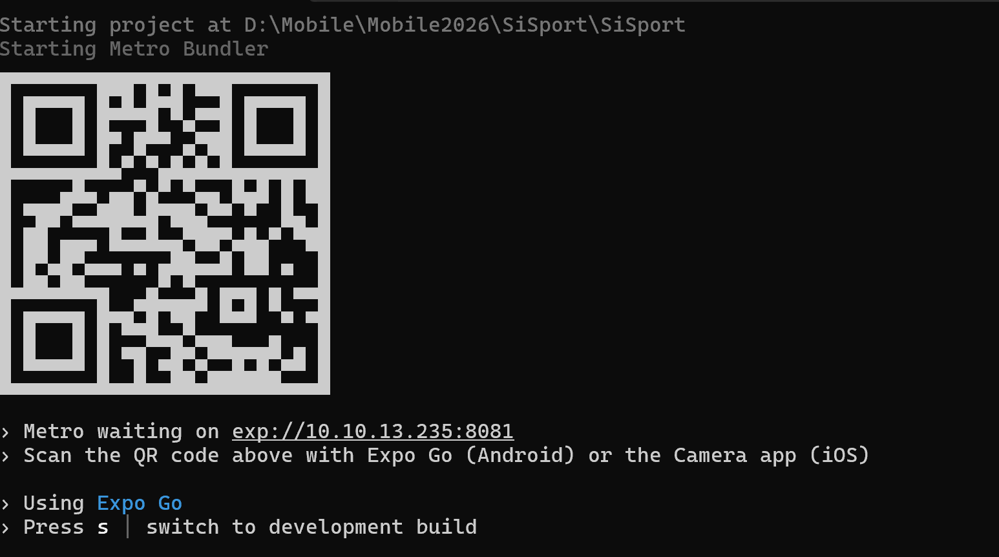 Starting project at D:\Mobile\Mobile2026\SiSport\SiSport
Starting Metro Bundler
› Metro waiting on exp://10.10.13.235:8081
› Scan the QR code above with Expo Go (Android) or the Camera app (iOS)
› Using Expo Go
› Press s │ switch to development build